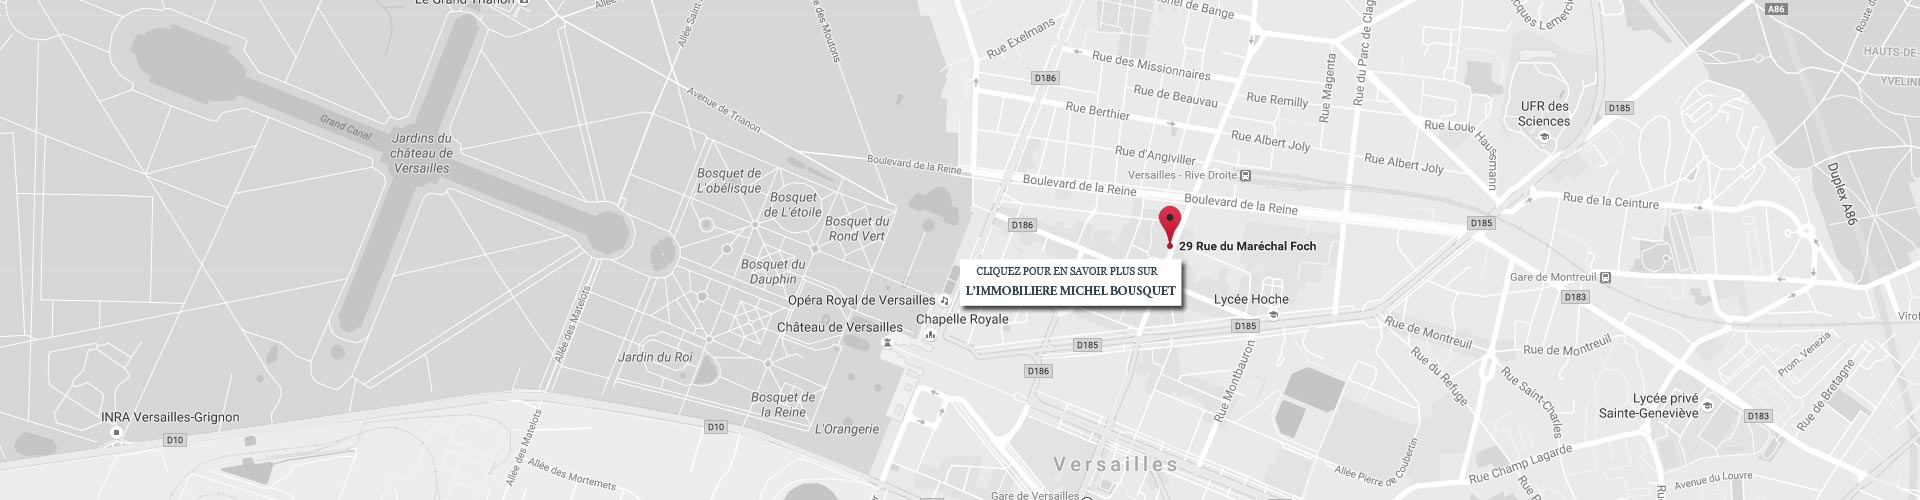 Le Grand Trianon
Allée Saint-
des Moutons
Rue Exelmans
D186
Rue des Missionnaires
Rue de Beauvau
Rue Remilly
Rue Magenta
Rue du Parc de Clag
A86
Route
HAUTS-DE-
YVELINE
Avenue de Trianon
Grand Canal
Jardins du
château de
Versailles
Rue Berthier
Rue Albert Joly
UFR des
Sciences
D185
Rue Louis Haussmann
Rue Albert Joly
Rue d'Angiviller
Boulevard de la Reine
Versailles - Rive Droite
Boulevard de la Reine
Boulevard de la Reine
Bosquet de
L'obélisque
Bosquet
de L'étoile
Bosquet du
Rond Vert
Rue de la Ceinture
Duplex A86
D186
D185
29 Rue du Maréchal Foch
Bosquet du
Dauphin
CLIQUEZ POUR EN SAVOIR PLUS SUR
L'IMMOBILIERE MICHEL BOUSQUET
Gare de Montreuil
D183
Opéra Royal de Versailles
Lycée Hoche
Chapelle Royale
Château de Versailles
D185
D185
Rue de Montreuil
Rue de Montreuil
Virof
Allée des Matelots
Jardin du Roi
D186
Rue Montbauron
Rue du Refuge
Rue Saint-Charles
Prom. Venezia
Rue de Bretagne
Bosquet de
la Reine
Lycée privé
Sainte-Geneviève
D183
INRA Versailles-Grignon
D10
D10
L'Orangerie
Allée des Matelots
Allée des Mortemets
Versailles
Allée Pierre de Coubertin
Rue Champ Lagarde
Avenue du Louvre
Gare de Versailles